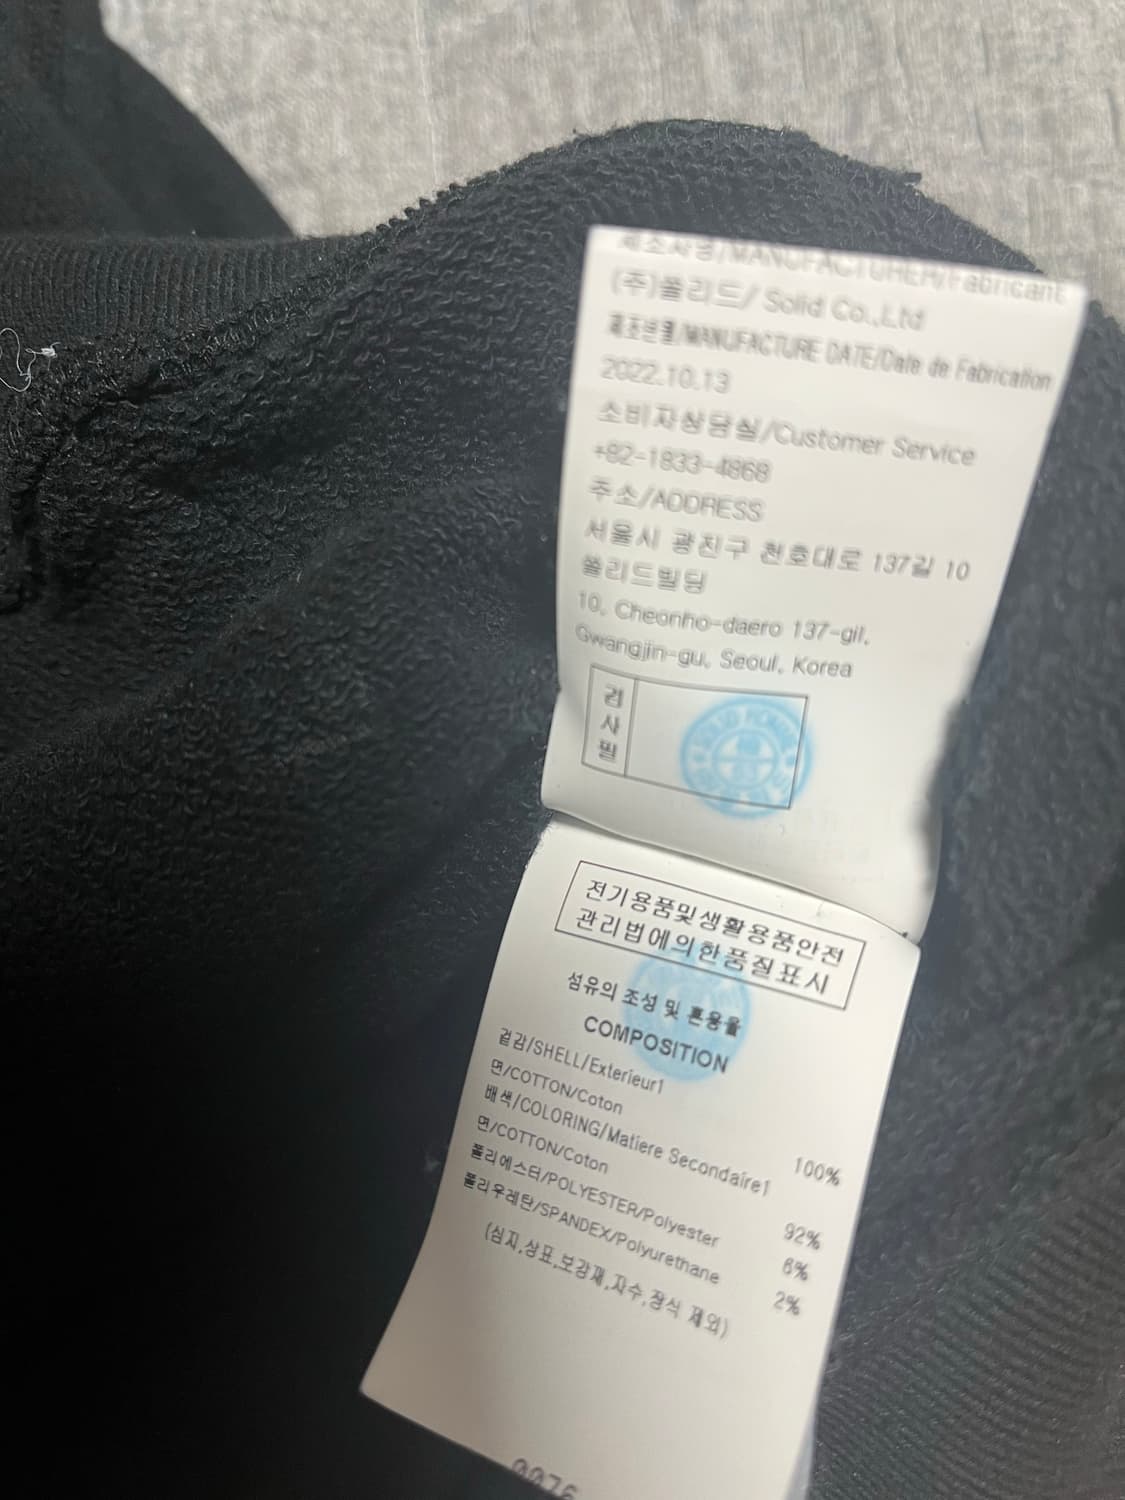 제조사명/MANUFACTURER/Fabricant
(주)쏠리드/ Solid Co.,Ltd
제조년월/MANUFACTURE DATE/Date de Fabrication
2022.10.13
소비자상담실/Customer Service
+82-1833-4868
주소/ADDRESS
서울시 광진구 천호대로 137길 10
쏠리드빌딩
10, Cheonho-daero 137-gil,
Gwangjin-gu, Seoul, Korea
검사필
전기용품및생활용품안전
관리법에의한품질표시
섬유의 조성 및 혼용율
COMPOSITION
겉감/SHELL/Exterieur1
면/COTTON/Coton 100%
배색/COLORING/Matiere Secondaire1
면/COTTON/Coton 92%
폴리에스터/POLYESTER/Polyester 6%
폴리우레탄/SPANDEX/Polyurethane 2%
(심지,상표,보강재,자수,장식 제외)
0076